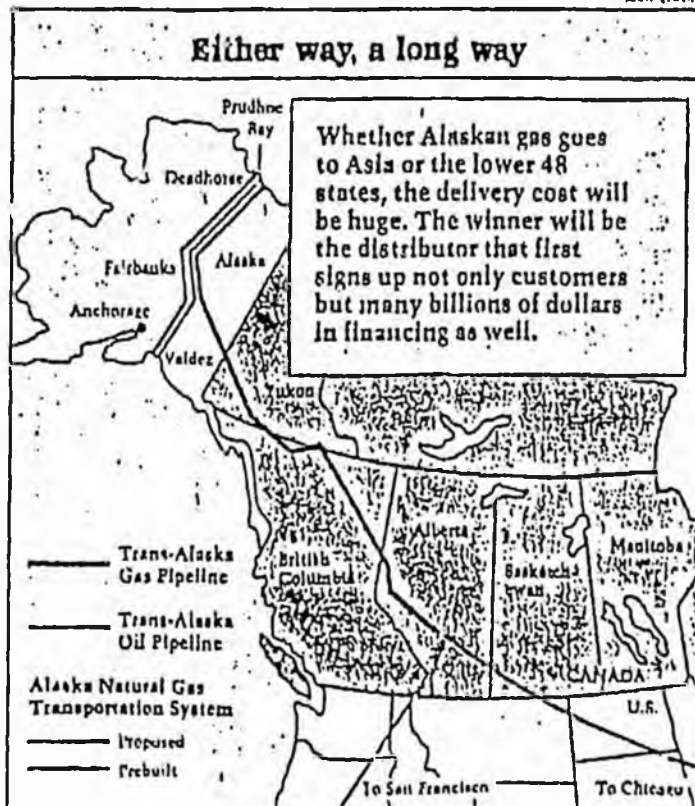 Either way, a long way
Prudhoe
Bay
Deadhorse
Whether Alaskan gas goes
to Asia or the lower 48
states, the delivery cost will
be huge. The winner will be
the distributor that first
signs up not only customers
but many billions of dollars
in financing as well.
Alaska
Fairbanks
Anchorage
Valdez
Yukon
British
Columbia
Alberta
Saskatch-
ewan
Manitoba
Trans-Alaska
Gas Pipeline
Trans-Alaska
Oil Pipeline
Alaska Natural Gas
Transportation System
Proposed
Prebuilt
CANADA
U.S.
To San Francisco
To Chicago